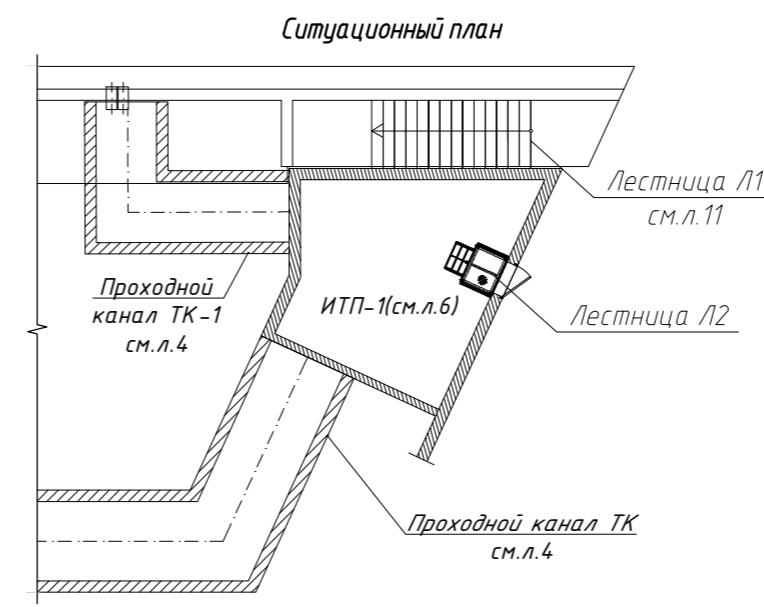 Ситуационный план
Лестница Л1
см.л.11
Проходной
канал ТК-1
см.л.4
ИТП-1(см.л.6)
Лестница Л2
Проходной канал ТК
см.л.4